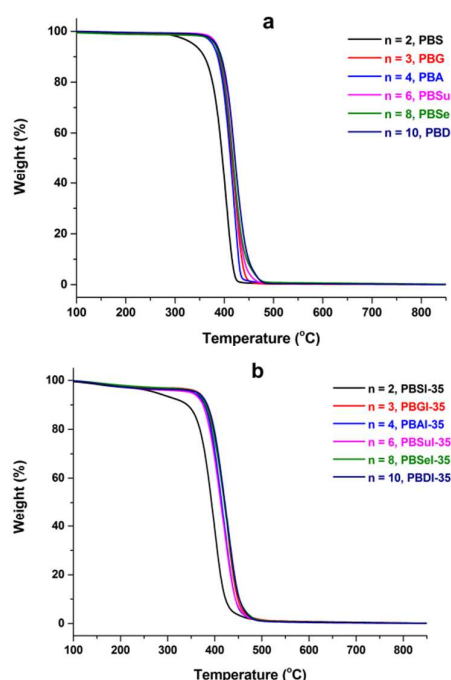 a
n = 2, PBS
n = 3, PBG
n = 4, PBA
n = 6, PBSu
n = 8, PBSe
n = 10, PBD
Weight (%)
100
80
60
40
20
0
100 200 300 400 500 600 700 800
Temperature (°C)
b
n = 2, PBSI-35
n = 3, PBGI-35
n = 4, PBAI-35
n = 6, PBSuI-35
n = 8, PBSeI-35
n = 10, PBDI-35
Weight (%)
100
80
60
40
20
0
100 200 300 400 500 600 700 800
Temperature (°C)